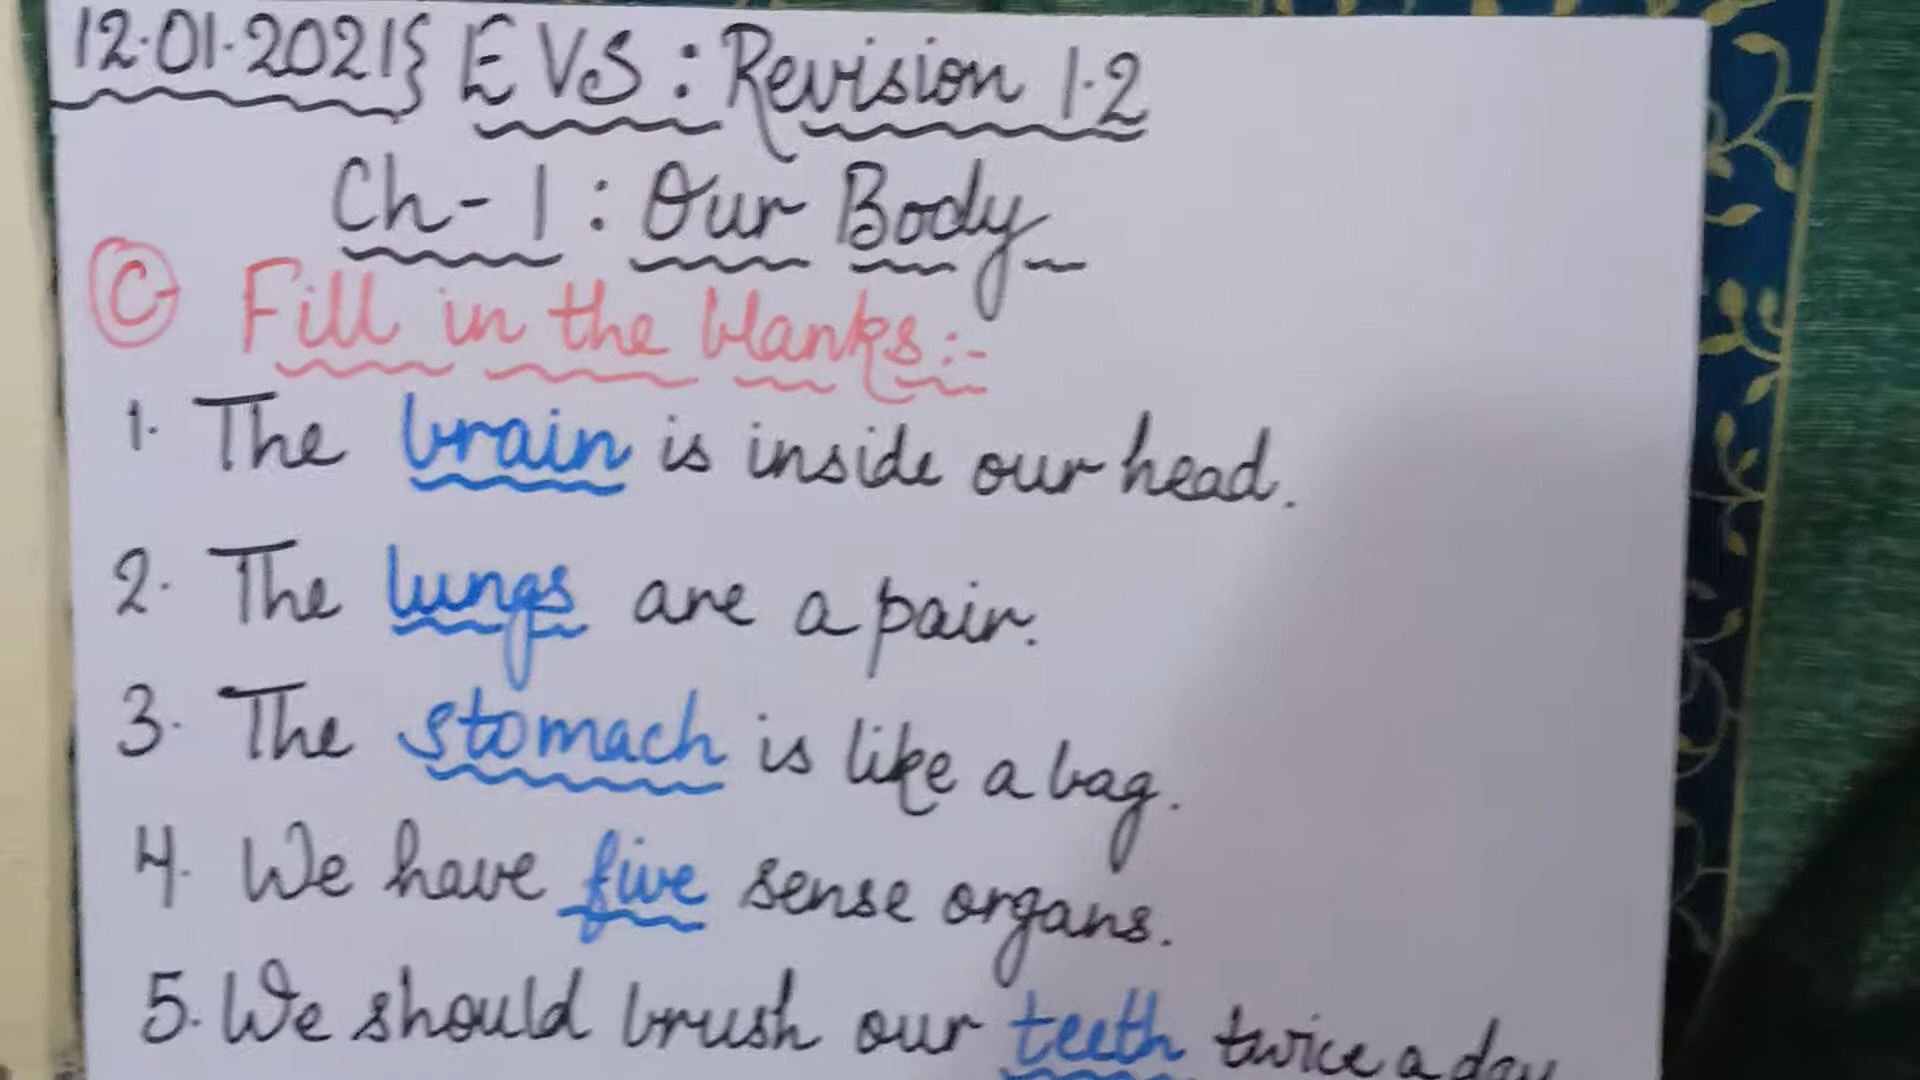 12.01.2021} EVS : Revision 1.2
Ch-1 : Our Body
C Fill in the blanks:-
1. The brain is inside our head.
2. The lungs are a pair.
3. The stomach is like a bag.
4. We have five sense organs.
5. We should brush our teeth twice a day